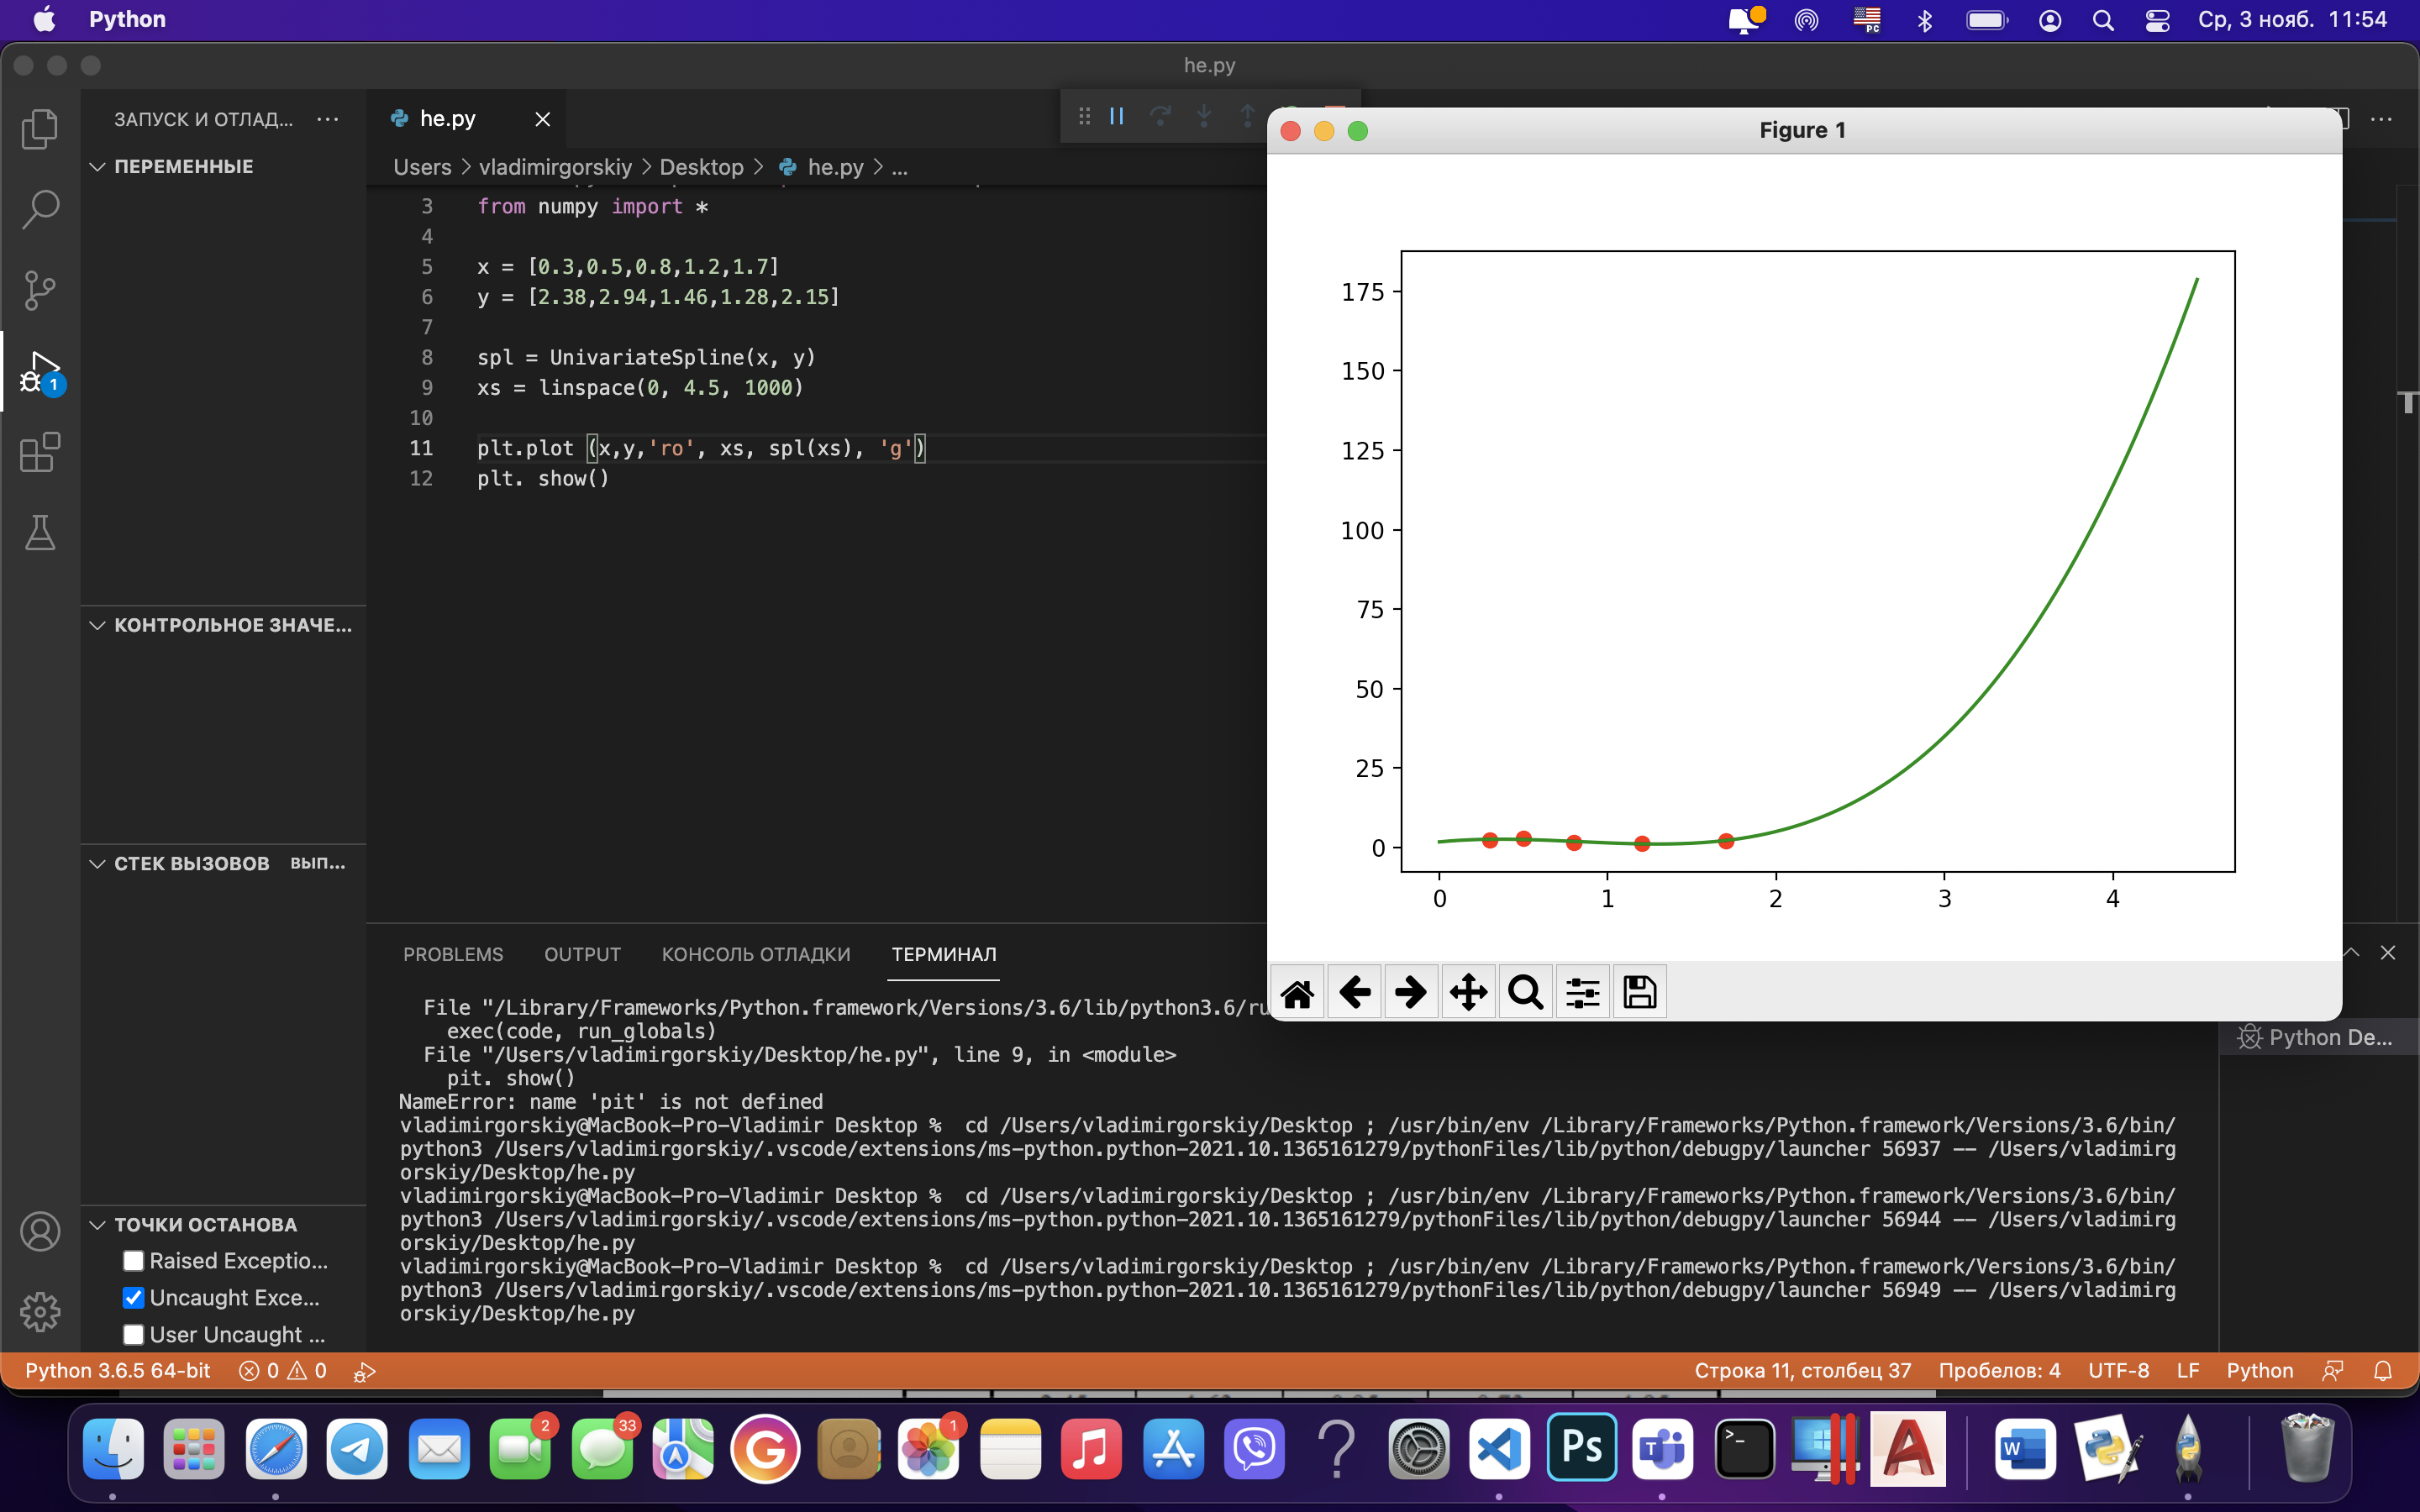 Python
Ср, 3 нояб. 11:54
he.py
ЗАПУСК И ОТЛАД...
he.py
Figure 1
ПЕРЕМЕННЫЕ
Users > vladimirgorskiy > Desktop > he.py > ...
3 from numpy import *
4
5 x = [0.3,0.5,0.8,1.2,1.7]
6 y = [2.38,2.94,1.46,1.28,2.15]
7
8 spl = UnivariateSpline(x, y)
9 xs = linspace(0, 4.5, 1000)
10
11 plt.plot (x,y,'ro', xs, spl(xs), 'g')
12 plt. show()
1
175
150
125
100
75
50
25
0
0 1 2 3 4
КОНТРОЛЬНОЕ ЗНАЧЕ...
СТЕК ВЫЗОВОВ ВЫП...
PROBLEMS OUTPUT КОНСОЛЬ ОТЛАДКИ ТЕРМИНАЛ
File "/Library/Frameworks/Python.framework/Versions/3.6/lib/python3.6/ru
exec(code, run_globals)
File "/Users/vladimirgorskiy/Desktop/he.py", line 9, in <module>
pit. show()
NameError: name 'pit' is not defined
vladimirgorskiy@MacBook-Pro-Vladimir Desktop % cd /Users/vladimirgorskiy/Desktop ; /usr/bin/env /Library/Frameworks/Python.framework/Versions/3.6/bin/
python3 /Users/vladimirgorskiy/.vscode/extensions/ms-python.python-2021.10.1365161279/pythonFiles/lib/python/debugpy/launcher 56937 -- /Users/vladimirg
orskiy/Desktop/he.py
vladimirgorskiy@MacBook-Pro-Vladimir Desktop % cd /Users/vladimirgorskiy/Desktop ; /usr/bin/env /Library/Frameworks/Python.framework/Versions/3.6/bin/
python3 /Users/vladimirgorskiy/.vscode/extensions/ms-python.python-2021.10.1365161279/pythonFiles/lib/python/debugpy/launcher 56944 -- /Users/vladimirg
orskiy/Desktop/he.py
vladimirgorskiy@MacBook-Pro-Vladimir Desktop % cd /Users/vladimirgorskiy/Desktop ; /usr/bin/env /Library/Frameworks/Python.framework/Versions/3.6/bin/
python3 /Users/vladimirgorskiy/.vscode/extensions/ms-python.python-2021.10.1365161279/pythonFiles/lib/python/debugpy/launcher 56949 -- /Users/vladimirg
orskiy/Desktop/he.py
Python De...
ТОЧКИ ОСТАНОВА
Raised Exceptio...
Uncaught Exce...
User Uncaught ...
Python 3.6.5 64-bit 0 0
Строка 11, столбец 37 Пробелов: 4 UTF-8 LF Python
2 33 1
Ps